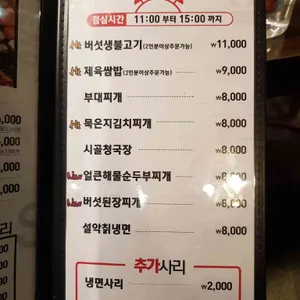 점심시간 11:00 부터 15:00 까지
버섯생불고기(2인분이상주문가능) ₩11,000
제육쌈밥(2인분이상주문가능) ₩9,000
부대찌개 ₩8,000
묵은지김치찌개 ₩8,000
시골청국장 ₩8,000
New 얼큰해물순두부찌개 ₩8,000
New 버섯된장찌개 ₩8,000
설악칡냉면 ₩8,000
추가사리
냉면사리 ₩2,000